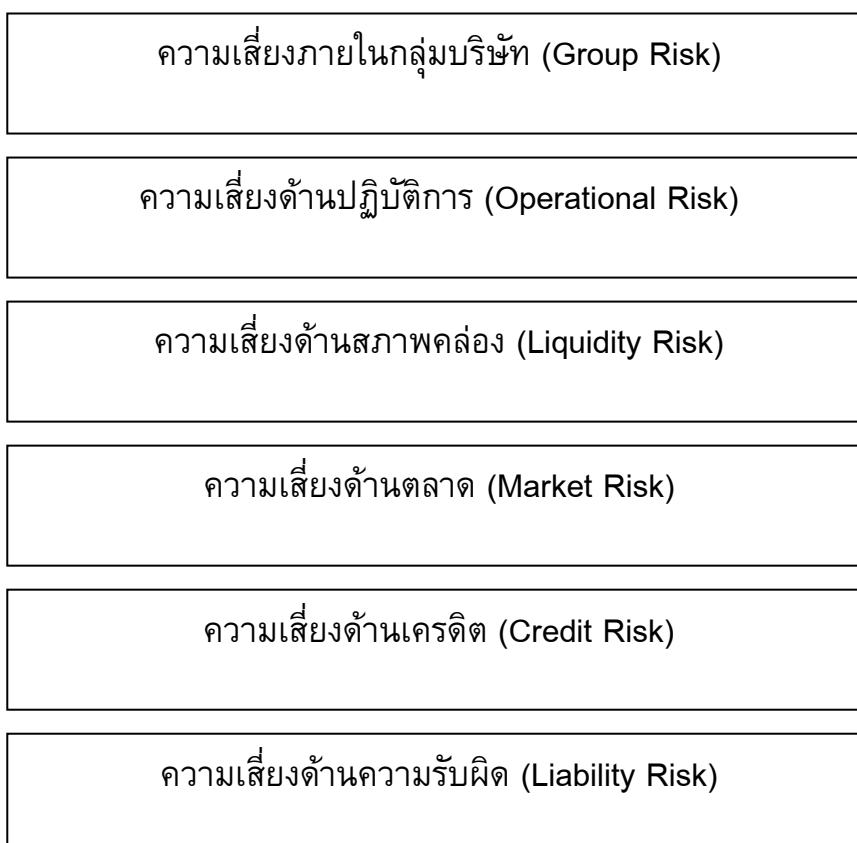 ความเสี่ยงภายในกลุ่มบริษัท (Group Risk)
ความเสี่ยงด้านปฏิบัติการ (Operational Risk)
ความเสี่ยงด้านสภาพคล่อง (Liquidity Risk)
ความเสี่ยงด้านตลาด (Market Risk)
ความเสี่ยงด้านเครดิต (Credit Risk)
ความเสี่ยงด้านความรับผิด (Liability Risk)